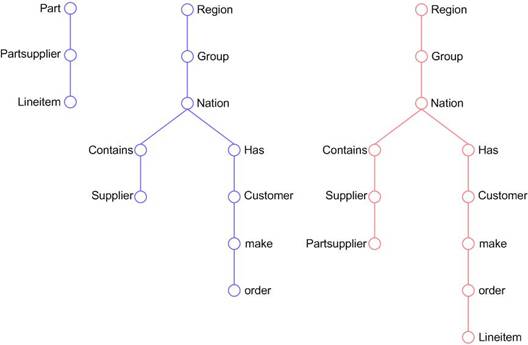 Part
Partsupplier
Lineitem
Region
Group
Nation
Contains
Has
Supplier
Customer
make
order
Region
Group
Nation
Contains
Has
Supplier
Customer
Partsupplier
make
order
Lineitem